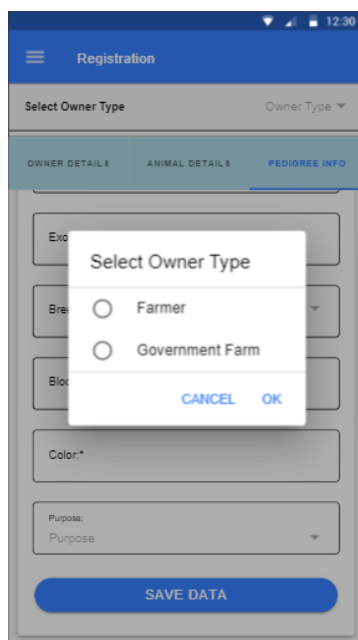 12:30
Registration
Select Owner Type Owner Type
OWNER DETAILS ANIMAL DETAILS PEDIGREE INFO
Select Owner Type
Farmer
Government Farm
CANCEL OK
Color:*
Purpose:
Purpose
SAVE DATA